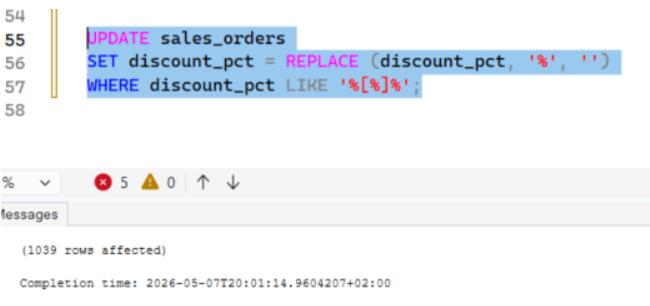 54
55 UPDATE sales_orders
56 SET discount_pct = REPLACE (discount_pct, '%', '')
57 WHERE discount_pct LIKE '%[%]%';
58
% 5 0 ↑ ↓
Messages
(1039 rows affected)
Completion time: 2026-05-07T20:01:14.9604207+02:00